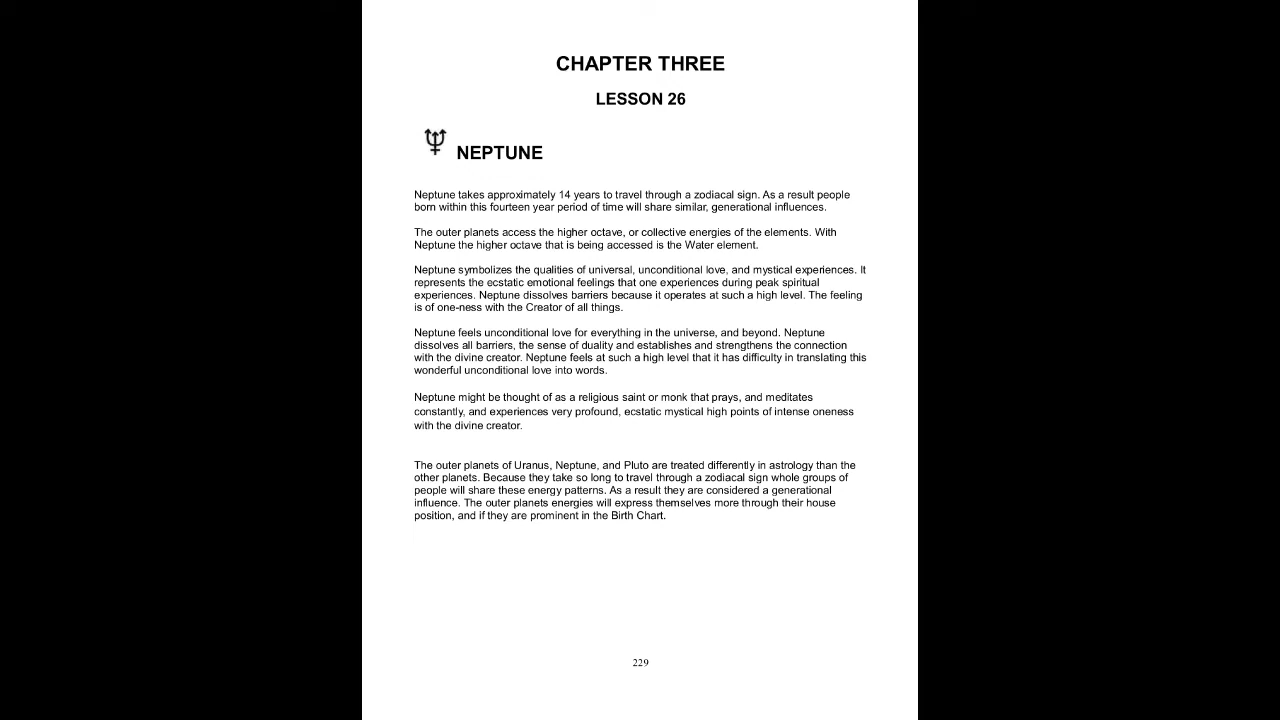 CHAPTER THREE
LESSON 26
NEPTUNE
Neptune takes approximately 14 years to travel through a zodiacal sign. As a result people
born within this fourteen year period of time will share similar, generational influences.
The outer planets access the higher octave, or collective energies of the elements. With
Neptune the higher octave that is being accessed is the Water element.
Neptune symbolizes the qualities of universal, unconditional love, and mystical experiences. It
represents the ecstatic emotional feelings that one experiences during peak spiritual
experiences. Neptune dissolves barriers because it operates at such a high level. The feeling
is of one-ness with the Creator of all things.
Neptune feels unconditional love for everything in the universe, and beyond. Neptune
dissolves all barriers, the sense of duality and establishes and strengthens the connection
with the divine creator. Neptune feels at such a high level that it has difficulty in translating this
wonderful unconditional love into words.
Neptune might be thought of as a religious saint or monk that prays, and meditates
constantly, and experiences very profound, ecstatic mystical high points of intense oneness
with the divine creator.
The outer planets of Uranus, Neptune, and Pluto are treated differently in astrology than the
other planets. Because they take so long to travel through a zodiacal sign whole groups of
people will share these energy patterns. As a result they are considered a generational
influence. The outer planets energies will express themselves more through their house
position, and if they are prominent in the Birth Chart.
229